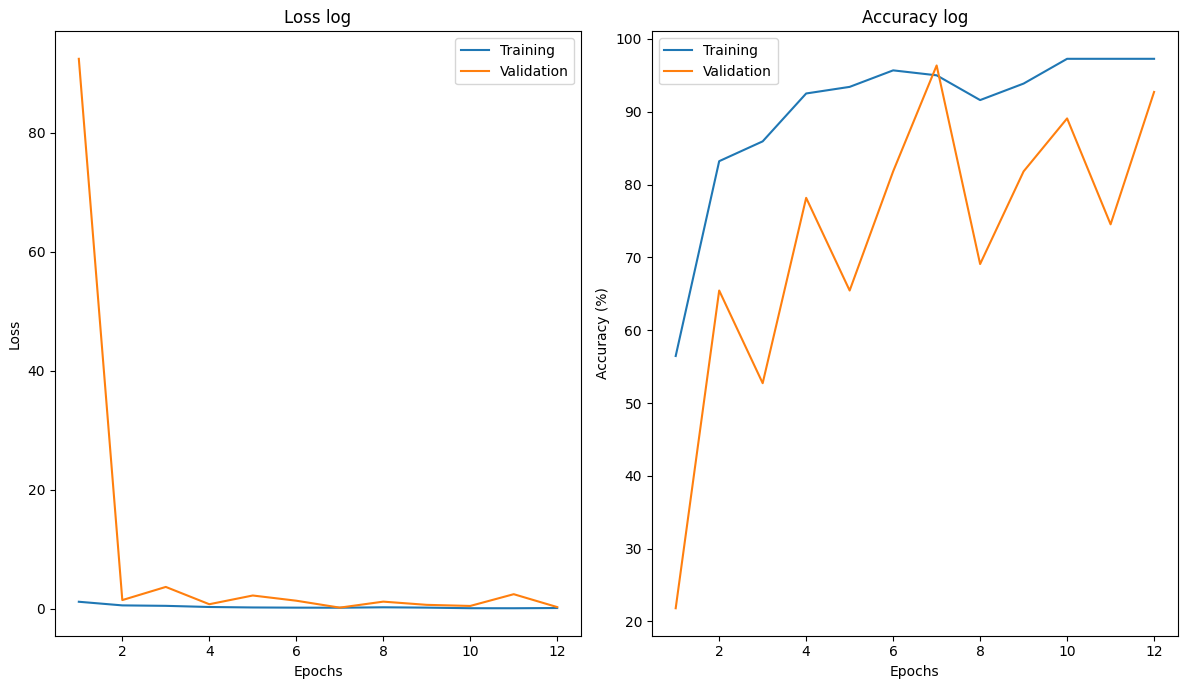 Loss log
Training
Validation
80
60
40
20
0
Loss
2 4 6 8 10 12
Epochs
Accuracy log
Training
Validation
100
90
80
70
60
50
40
30
20
Accuracy (%)
2 4 6 8 10 12
Epochs